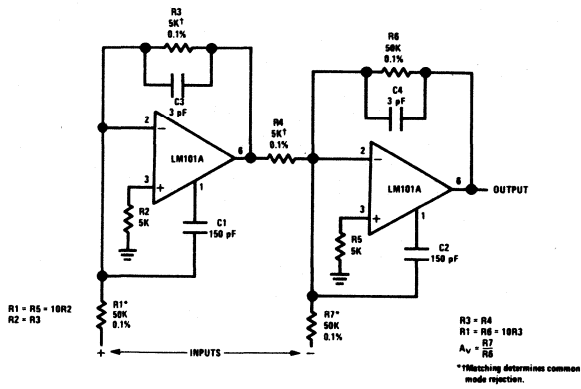 R3
5K†
0.1%
C3
3 pF
2
−
LM101A
6
3
+
1
R2
5K
C1
150 pF
R1*
50K
0.1%
R1 = R5 = 10R2
R2 = R3
+
INPUTS
−
R4
5K†
0.1%
R6
50K
0.1%
C4
3 pF
2
−
LM101A
6
OUTPUT
3
+
1
R5
5K
C2
150 pF
R7*
50K
0.1%
R3 = R4
R1 = R6 = 10R3
AV = R7
R6
*†Matching determines common
mode rejection.